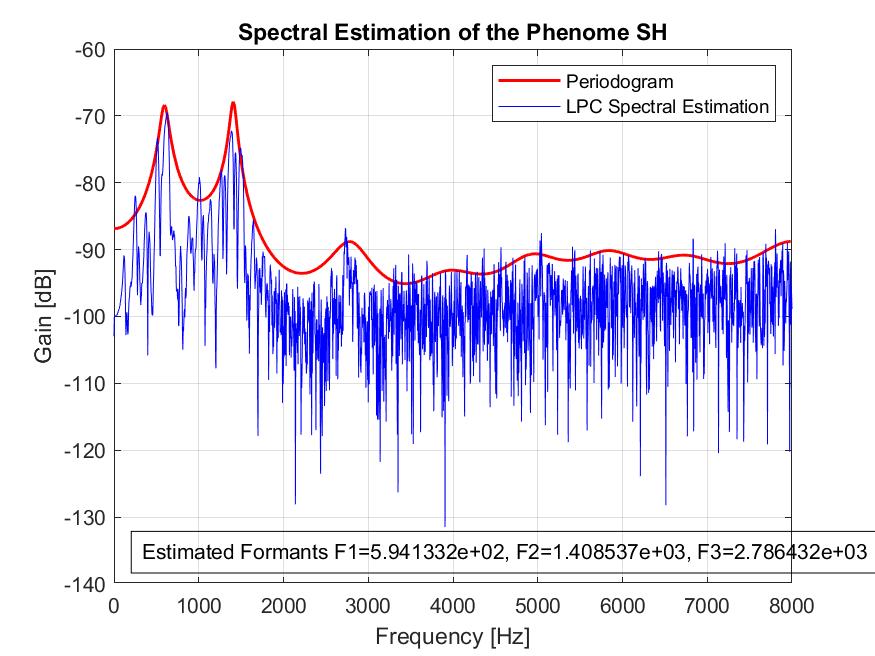 Spectral Estimation of the Phenome SH
Periodogram
LPC Spectral Estimation
-60
-70
-80
-90
-100
-110
-120
-130
-140
Gain [dB]
Estimated Formants F1=5.941332e+02, F2=1.408537e+03, F3=2.786432e+03
0 1000 2000 3000 4000 5000 6000 7000 8000
Frequency [Hz]